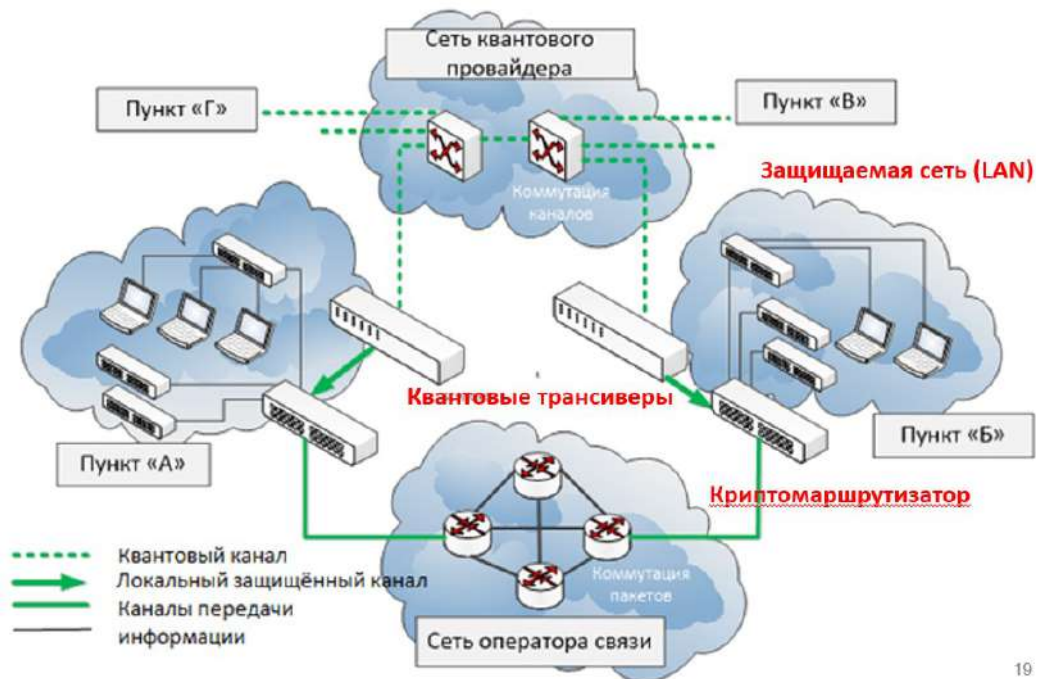 Сеть квантового
провайдера
Пункт «Г»
Пункт «В»
Защищаемая сеть (LAN)
Коммутация
каналов
Квантовые трансиверы
Пункт «А»
Пункт «Б»
Криптомаршрутизатор
Квантовый канал
Локальный защищённый канал
Каналы передачи
информации
Коммутация
пакетов
Сеть оператора связи
19